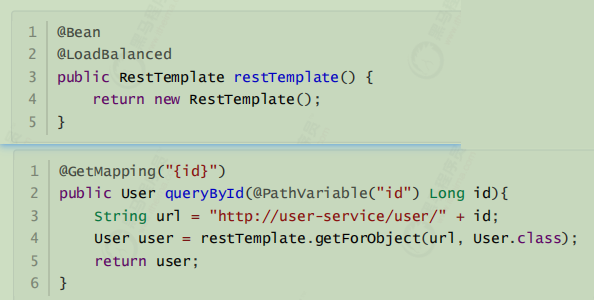 1 @Bean
2 @LoadBalanced
3 public RestTemplate restTemplate() {
4     return new RestTemplate();
5 }
1 @GetMapping("{id}")
2 public User queryById(@PathVariable("id") Long id){
3     String url = "http://user-service/user/" + id;
4     User user = restTemplate.getForObject(url, User.class);
5     return user;
6 }